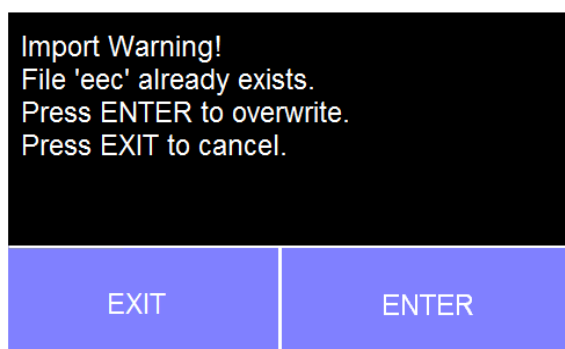 Import Warning!
File 'eec' already exists.
Press ENTER to overwrite.
Press EXIT to cancel.
EXIT
ENTER